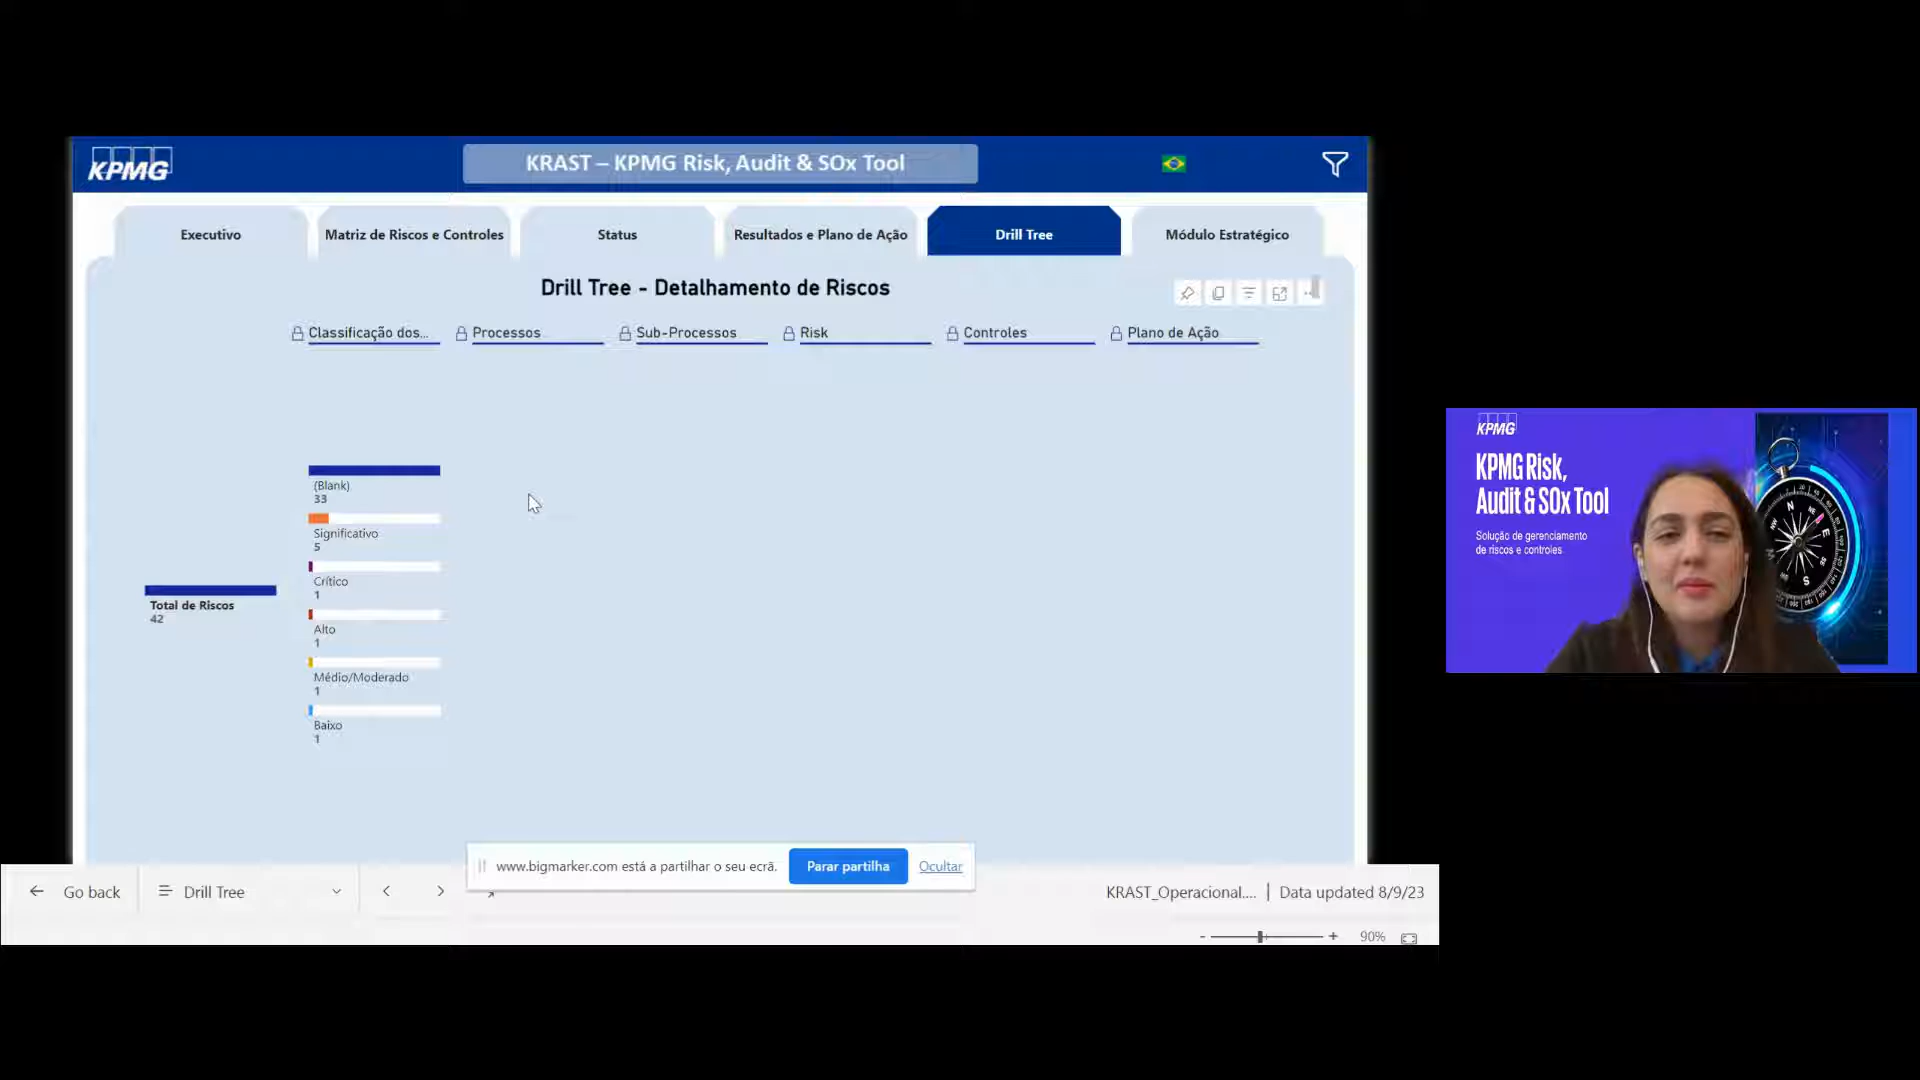 KPMG
KRAST – KPMG Risk, Audit & SOx Tool
Executivo
Matriz de Riscos e Controles
Status
Resultados e Plano de Ação
Drill Tree
Módulo Estratégico
Drill Tree - Detalhamento de Riscos
Classificação dos...
Processos
Sub-Processos
Risk
Controles
Plano de Ação
Total de Riscos
42
(Blank)
33
Significativo
5
Crítico
1
Alto
1
Médio/Moderado
1
Baixo
1
www.bigmarker.com está a partilhar o seu ecrã.
Parar partilha
Ocultar
Go back
Drill Tree
KRAST_Operacional.... | Data updated 8/9/23
- + 90%
KPMG
KPMG Risk,
Audit & SOx Tool
Solução de gerenciamento
de riscos e controles
N
NE
E
S
NW
W